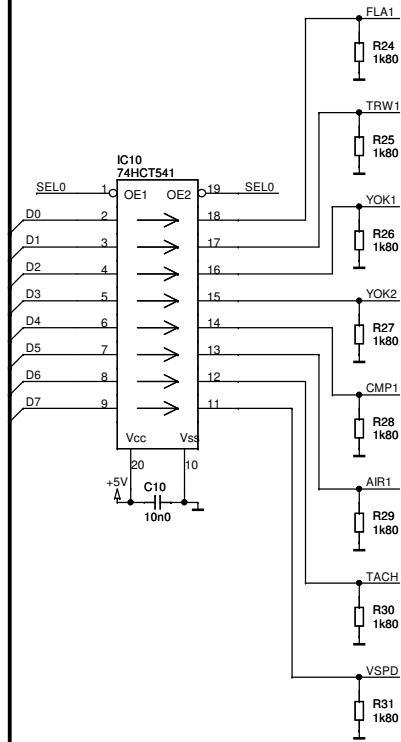 FLA1
R24
1k80
TRW1
R25
1k80
IC10
74HCT541
SEL0 1 OE1 OE2 19 SEL0
YOK1
D0 2 18
R26
1k80
D1 3 17
D2 4 16
D3 5 15 YOK2
D4 6 14
R27
1k80
D5 7 13
D6 8 12 CMP1
D7 9 11
R28
1k80
Vcc Vss
20 10
+5V
C10
10n0
AIR1
R29
1k80
TACH
R30
1k80
VSPD
R31
1k80